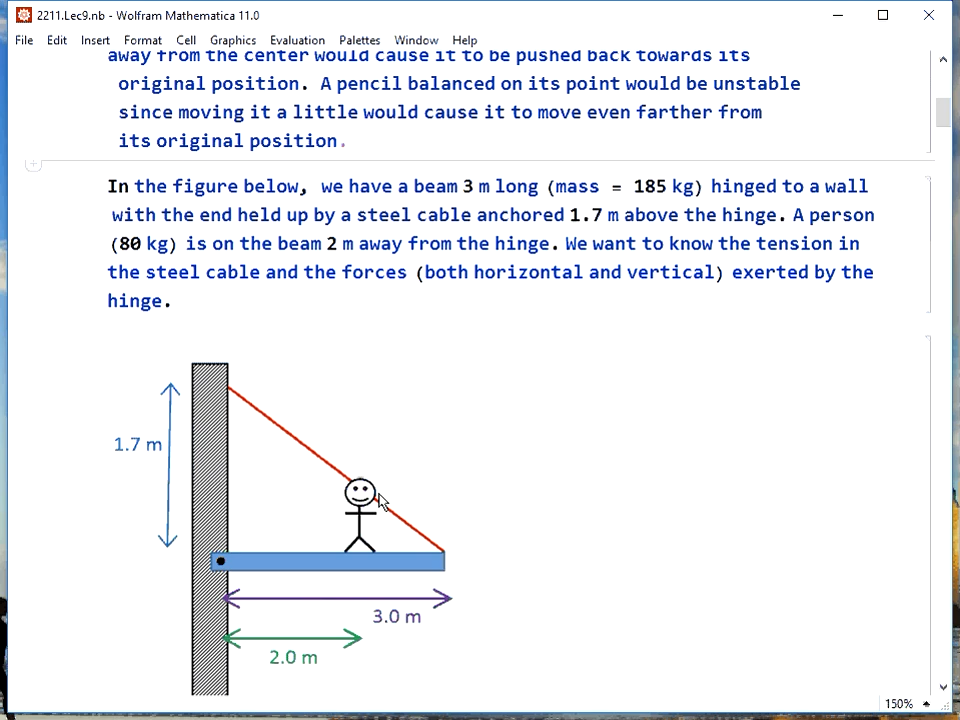 2211.Lec9.nb - Wolfram Mathematica 11.0
File Edit Insert Format Cell Graphics Evaluation Palettes Window Help
away from the center would cause it to be pushed back towards its
original position. A pencil balanced on its point would be unstable
since moving it a little would cause it to move even farther from
its original position.
In the figure below, we have a beam 3 m long (mass = 185 kg) hinged to a wall
with the end held up by a steel cable anchored 1.7 m above the hinge. A person
(80 kg) is on the beam 2 m away from the hinge. We want to know the tension in
the steel cable and the forces (both horizontal and vertical) exerted by the
hinge.
1.7 m
3.0 m
2.0 m
150%